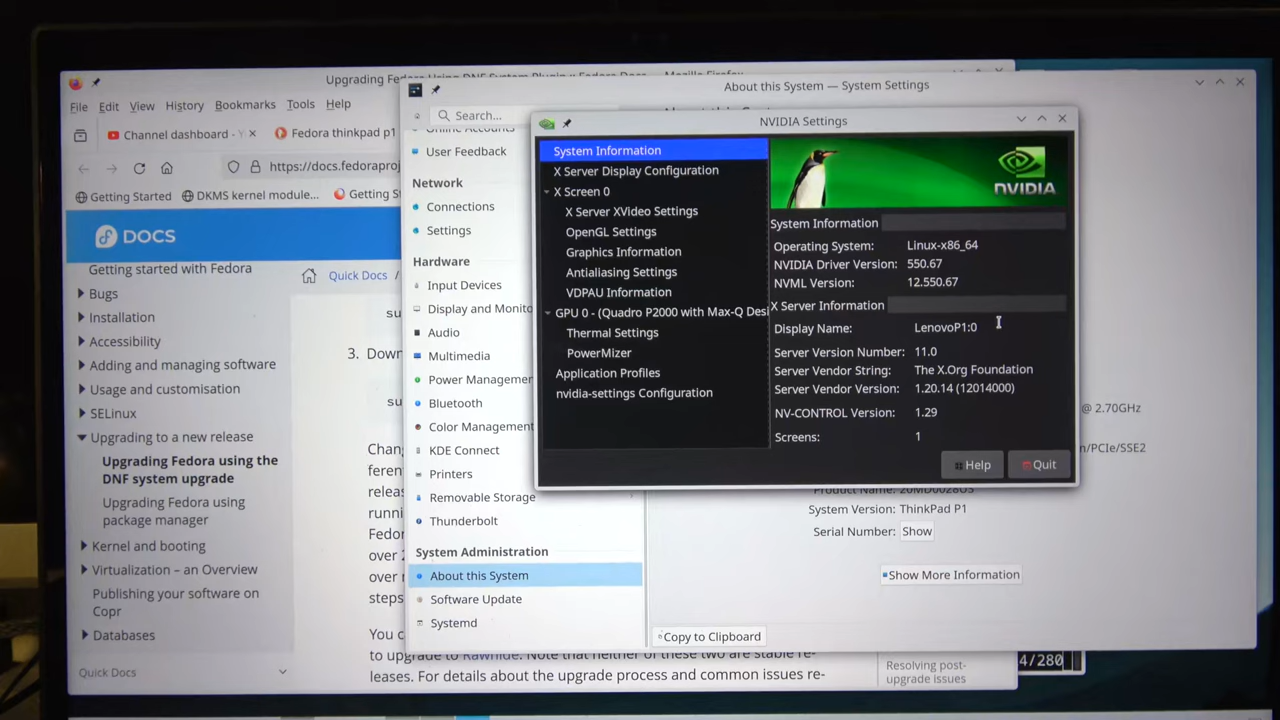 Upgrading Fedora Using DNF System Plugin
Mozilla Firefox
File Edit View History Bookmarks Tools Help
Channel dashboard - Y
Fedora thinkpad p1
https://docs.fedoraproj
Getting Started
DKMS kernel module...
Getting S
DOCS
Getting started with Fedora
Bugs
Installation
Accessibility
Adding and managing software
Usage and customisation
SELinux
Upgrading to a new release
Upgrading Fedora using the
DNF system upgrade
Upgrading Fedora using
package manager
Kernel and booting
Virtualization – an Overview
Publishing your software on
Copr
Databases
Quick Docs
Quick Docs /
su
3. Down
su
Chang
feren
releas
runni
Fedor
over 2
over
steps
You c
to upgrade to Rawhide. Note that neither of these two are stable re-
leases. For details about the upgrade process and common issues re-
Resolving post-
upgrade issues
4/280
About this System — System Settings
Search...
Online Accounts
User Feedback
Network
Connections
Settings
Hardware
Input Devices
Display and Monito
Audio
Multimedia
Power Managemer
Bluetooth
Color Management
KDE Connect
Printers
Removable Storage
Thunderbolt
System Administration
About this System
Software Update
Systemd
@ 2.70GHz
n/PCIe/SSE2
Product Name: 20MD0028US
System Version: ThinkPad P1
Serial Number: Show
Show More Information
Copy to Clipboard
NVIDIA Settings
System Information
X Server Display Configuration
X Screen 0
X Server XVideo Settings
OpenGL Settings
Graphics Information
Antialiasing Settings
VDPAU Information
GPU 0 - (Quadro P2000 with Max-Q Desi
Thermal Settings
PowerMizer
Application Profiles
nvidia-settings Configuration
NVIDIA
System Information
Operating System: Linux-x86_64
NVIDIA Driver Version: 550.67
NVML Version: 12.550.67
X Server Information
Display Name: LenovoP1:0
Server Version Number: 11.0
Server Vendor String: The X.Org Foundation
Server Vendor Version: 1.20.14 (12014000)
NV-CONTROL Version: 1.29
Screens: 1
Help
Quit